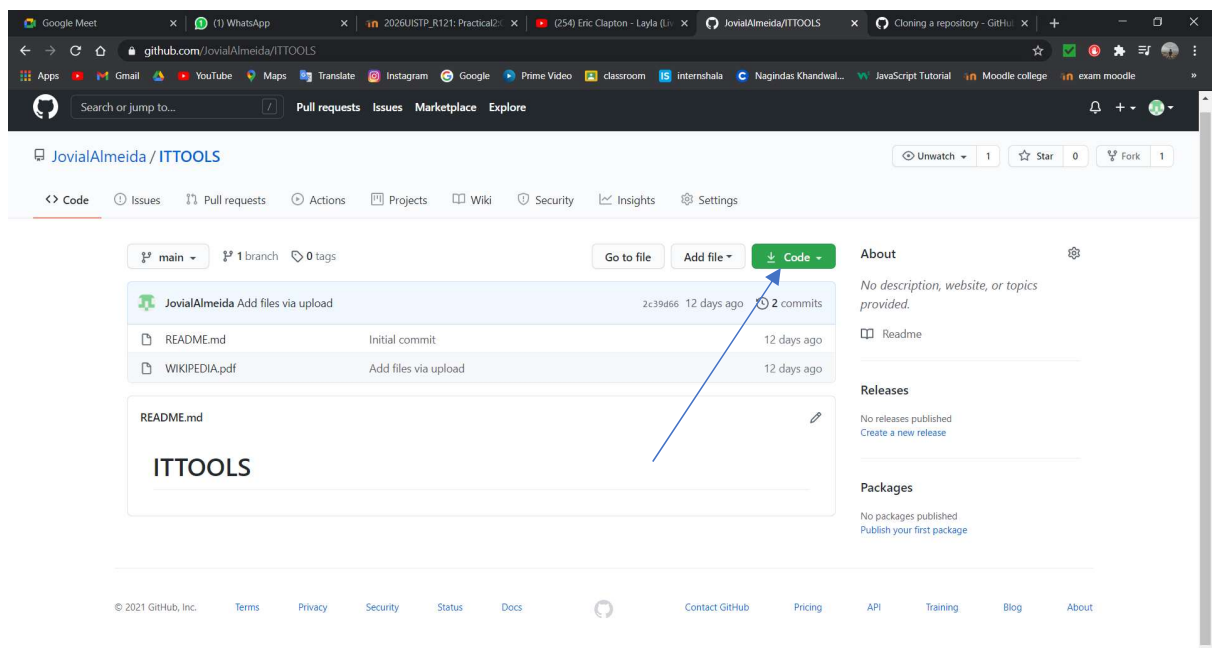 Google Meet (1) WhatsApp 2026UISTP_R121: Practical2: (254) Eric Clapton - Layla (Liv JovialAlmeida/ITTOOLS Cloning a repository - GitHub
github.com/JovialAlmeida/ITTOOLS
Apps Gmail YouTube Maps Translate Instagram Google Prime Video classroom IS internshala C Nagindas Khandwal... JavaScript Tutorial Moodle college exam moodle »
Search or jump to... / Pull requests Issues Marketplace Explore
JovialAlmeida / ITTOOLS Unwatch 1 Star 0 Fork 1
Code Issues Pull requests Actions Projects Wiki Security Insights Settings
main 1 branch 0 tags Go to file Add file Code About
No description, website, or topics
provided.
JovialAlmeida Add files via upload 2c39d66 12 days ago 2 commits
Readme
README.md Initial commit 12 days ago
WIKIPEDIA.pdf Add files via upload 12 days ago
Releases
README.md
No releases published
Create a new release
ITTOOLS
Packages
No packages published
Publish your first package
© 2021 GitHub, Inc. Terms Privacy Security Status Docs Contact GitHub Pricing API Training Blog About